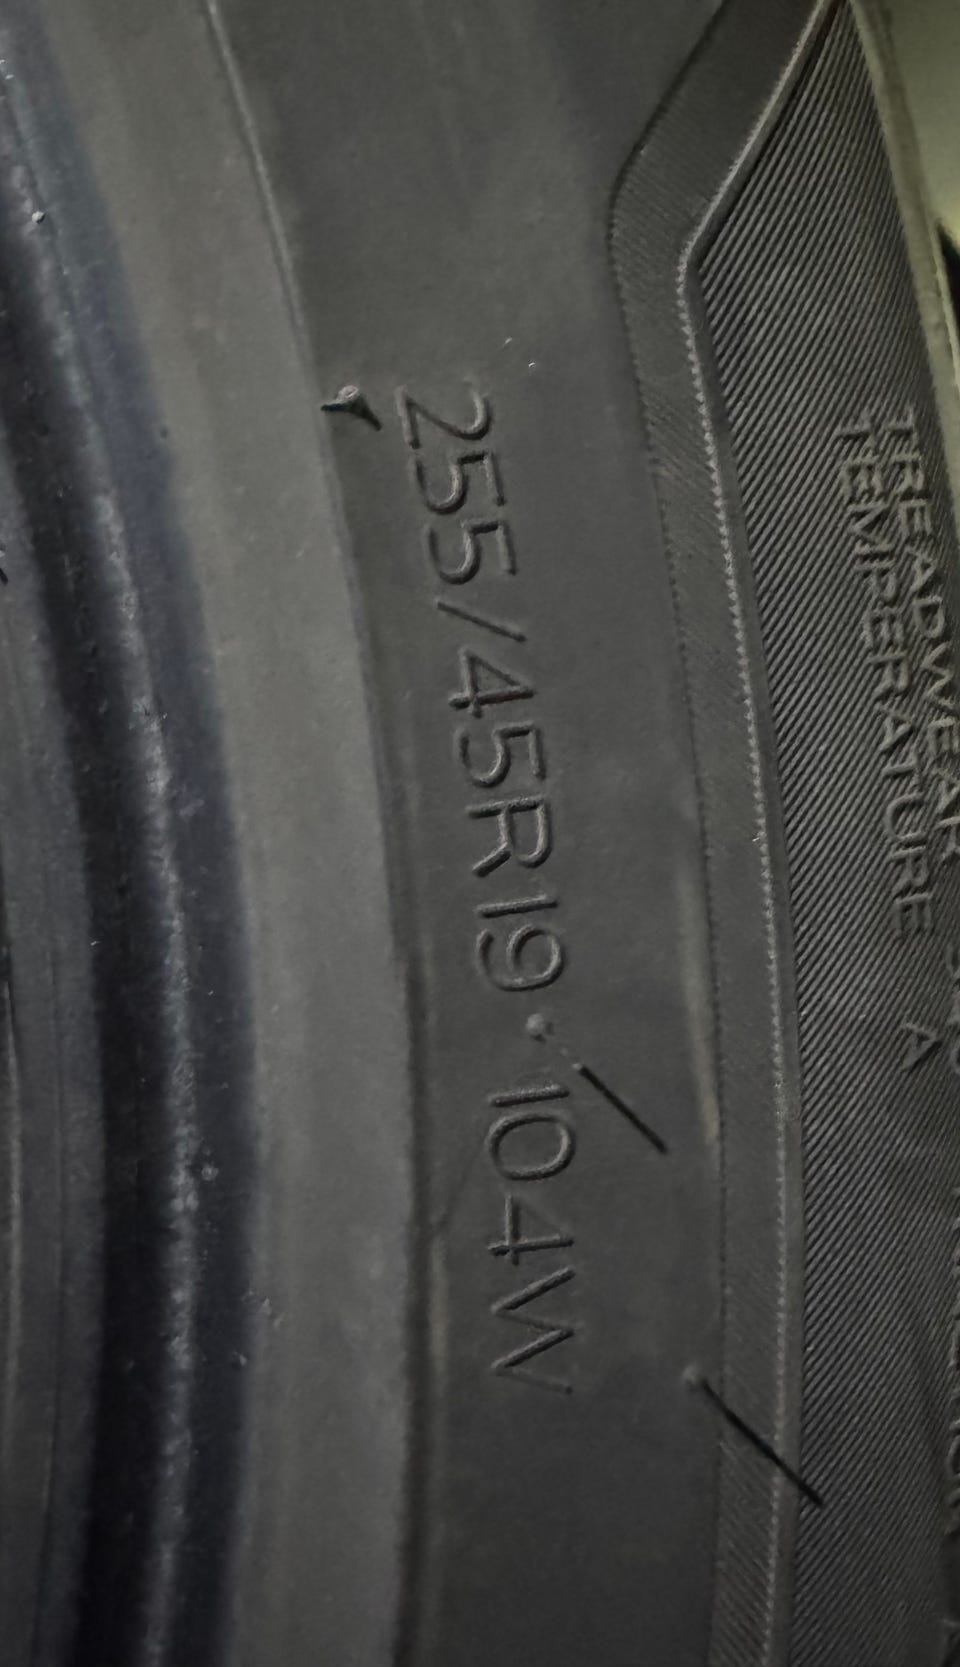 255/45R19 · 104W
TREADWEAR
TEMPERATURE A